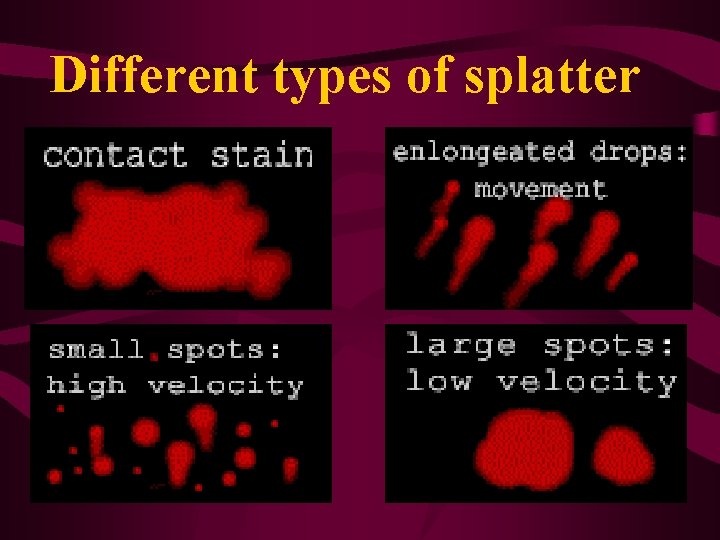 Different types of splatter
contact stain
enlongeated drops:
movement
small spots:
high velocity
large spots:
low velocity